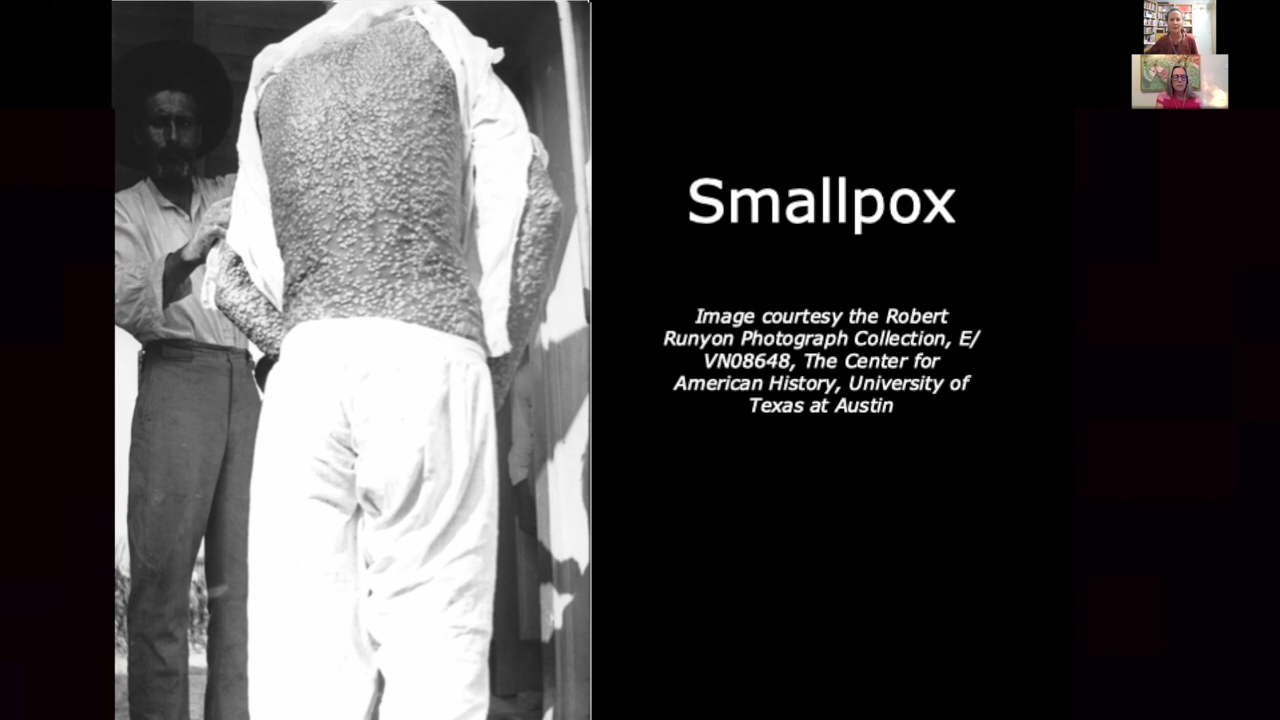 Smallpox
Image courtesy the Robert
Runyon Photograph Collection, E/
VN08648, The Center for
American History, University of
Texas at Austin